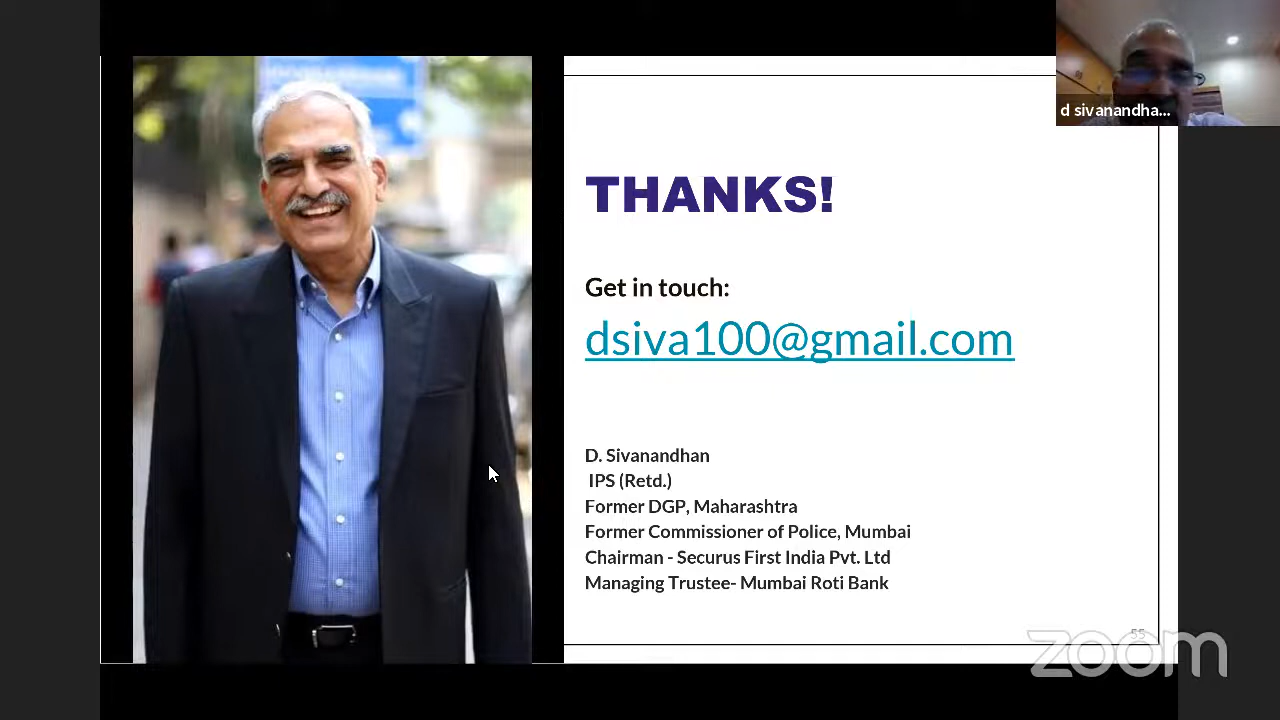 d sivanandha...
THANKS!
Get in touch:
dsiva100@gmail.com
D. Sivanandhan
IPS (Retd.)
Former DGP, Maharashtra
Former Commissioner of Police, Mumbai
Chairman - Securus First India Pvt. Ltd
Managing Trustee- Mumbai Roti Bank
55
zoom